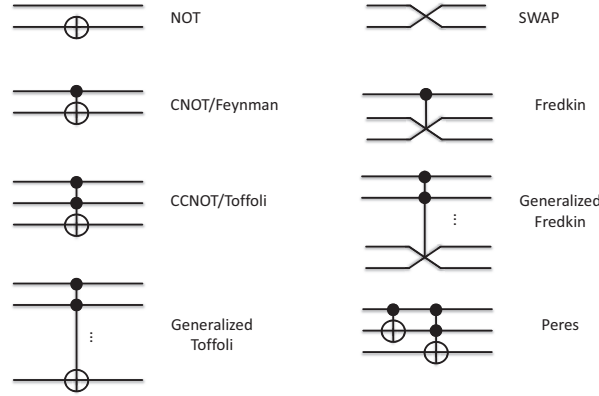 NOT
SWAP
CNOT/Feynman
Fredkin
CCNOT/Toffoli
Generalized
Fredkin
...
Generalized
Toffoli
...
Peres